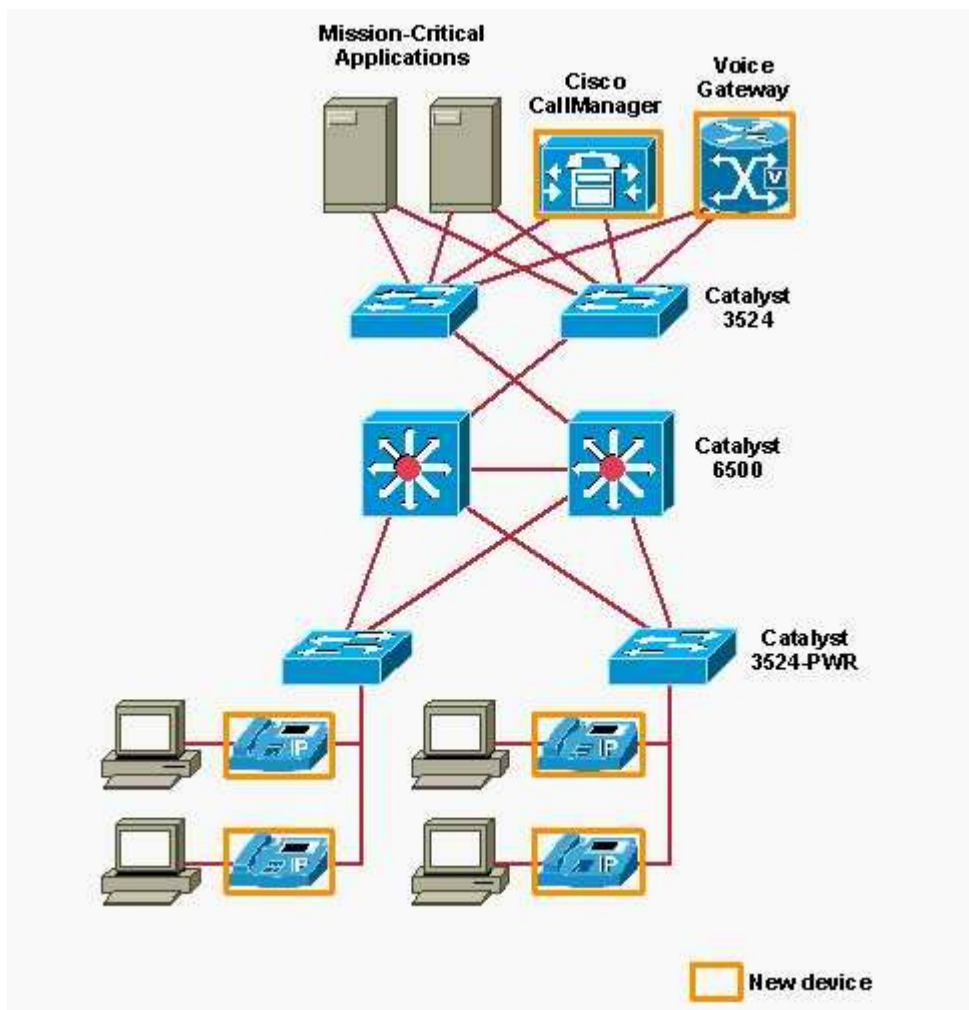 Mission-Critical
Applications
Cisco
CallManager
Voice
Gateway
V
Catalyst
3524
Catalyst
6500
Catalyst
3524-PWR
IP
IP
IP
IP
New device